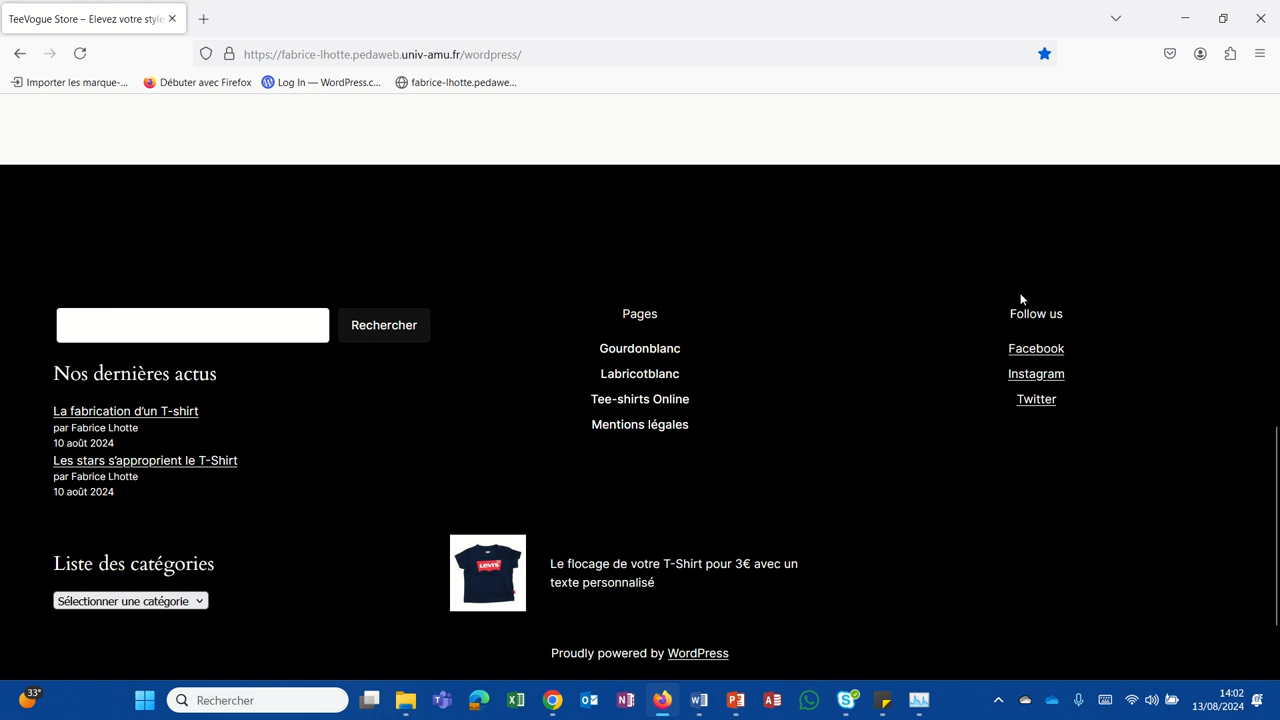 TeeVogue Store – Elevez votre style
https://fabrice-lhotte.pedaweb.univ-amu.fr/wordpress/
Importer les marque-...
Débuter avec Firefox
Log In — WordPress.c...
fabrice-lhotte.pedawe...
Rechercher
Nos dernières actus
La fabrication d'un T-shirt
par Fabrice Lhotte
10 août 2024
Les stars s'approprient le T-Shirt
par Fabrice Lhotte
10 août 2024
Liste des catégories
Sélectionner une catégorie
Pages
Gourdonblanc
Labricotblanc
Tee-shirts Online
Mentions légales
Follow us
Facebook
Instagram
Twitter
LEVI'S
Le flocage de votre T-Shirt pour 3€ avec un
texte personnalisé
Proudly powered by WordPress
33°
Rechercher
14:02
13/08/2024